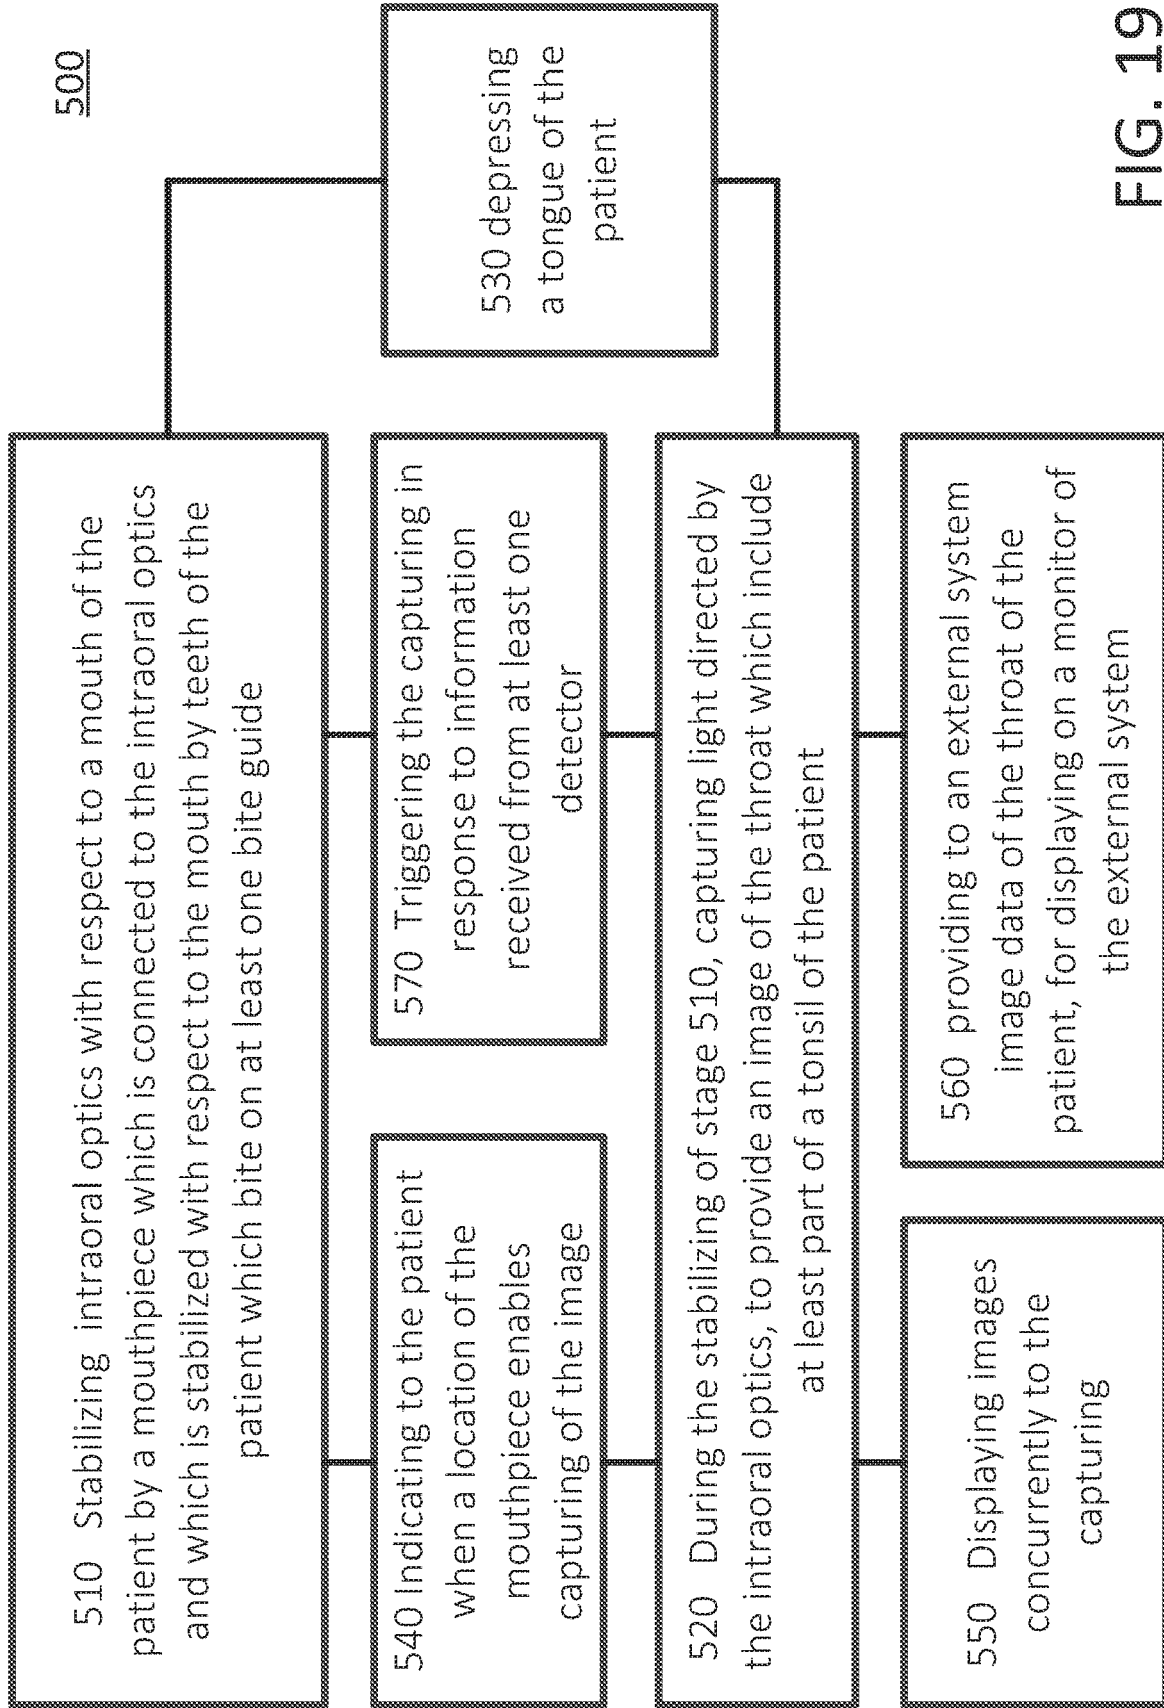 500
510 Stabilizing intraoral optics with respect to a mouth of the
patient by a mouthpiece which is connected to the intraoral optics
and which is stabilized with respect to the mouth by teeth of the
patient which bite on at least one bite guide
540 Indicating to the patient
when a location of the
mouthpiece enables
capturing of the image
570 Triggering the capturing in
response to information
received from at least one
detector
530 depressing
a tongue of the
patient
520 During the stabilizing of stage 510, capturing light directed by
the intraoral optics, to provide an image of the throat which include
at least part of a tonsil of the patient
550 Displaying images
concurrently to the
capturing
560 providing to an external system
image data of the throat of the
patient, for displaying on a monitor of
the external system
FIG. 19